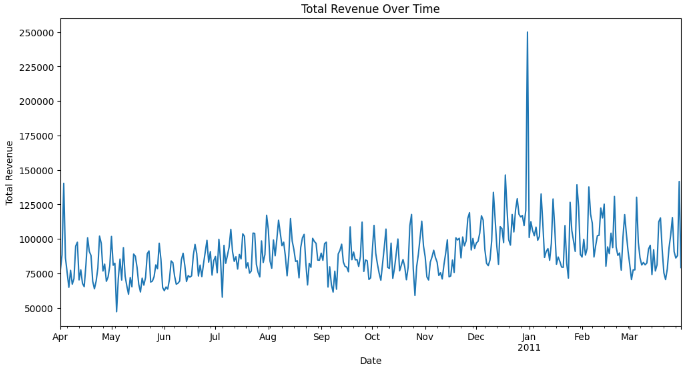 Total Revenue Over Time
250000
225000
200000
175000
150000
125000
100000
75000
50000
Total Revenue
Apr May Jun Jul Aug Sep Oct Nov Dec Jan Feb Mar
2011
Date